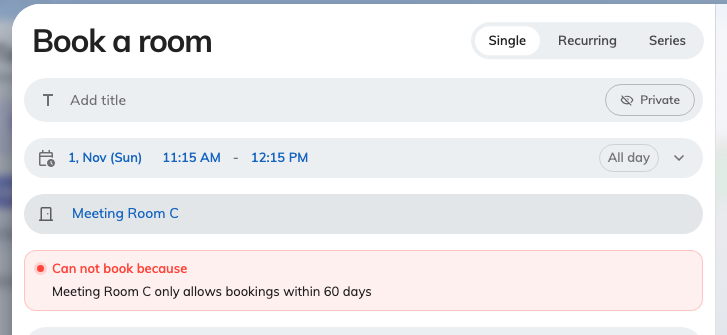 Book a room
Single Recurring Series
Add title Private
1, Nov (Sun) 11:15 AM - 12:15 PM All day
Meeting Room C
Can not book because
Meeting Room C only allows bookings within 60 days